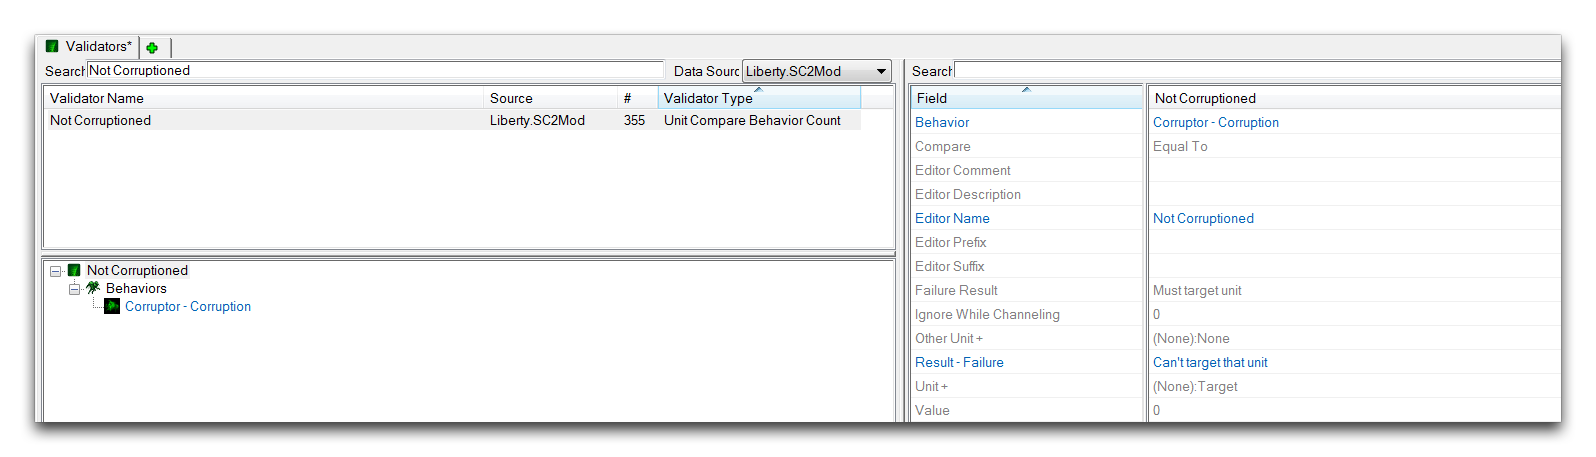 Validators*
Search Not Corruptioned Data Sourc Liberty.SC2Mod
Validator Name Source # Validator Type
Not Corruptioned Liberty.SC2Mod 355 Unit Compare Behavior Count
Not Corruptioned
Behaviors
Corruptor - Corruption
Search
Field Not Corruptioned
Behavior Corruptor - Corruption
Compare Equal To
Editor Comment
Editor Description
Editor Name Not Corruptioned
Editor Prefix
Editor Suffix
Failure Result Must target unit
Ignore While Channeling 0
Other Unit + (None):None
Result - Failure Can't target that unit
Unit + (None):Target
Value 0